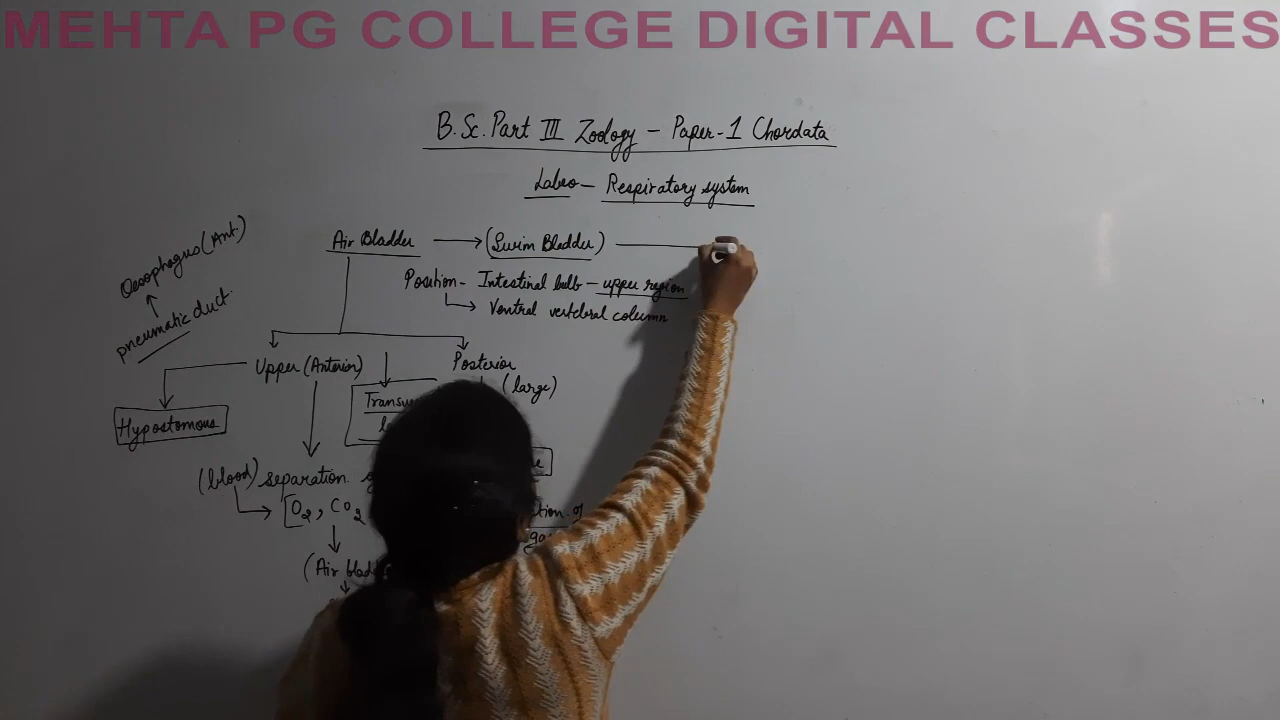 MEHTA PG COLLEGE DIGITAL CLASSES
B.Sc. Part III Zoology - Paper-1 Chordata
Labeo - Respiratory system
Air Bladder → (Swim Bladder)
Position - Intestinal bulb - upper region
→ Ventral vertebral column
Oesophagus (Ant.)
pneumatic duct.
Upper (Anterior)
Posterior
(large)
Hypostomous
(blood) separation
O2, CO2
(Air